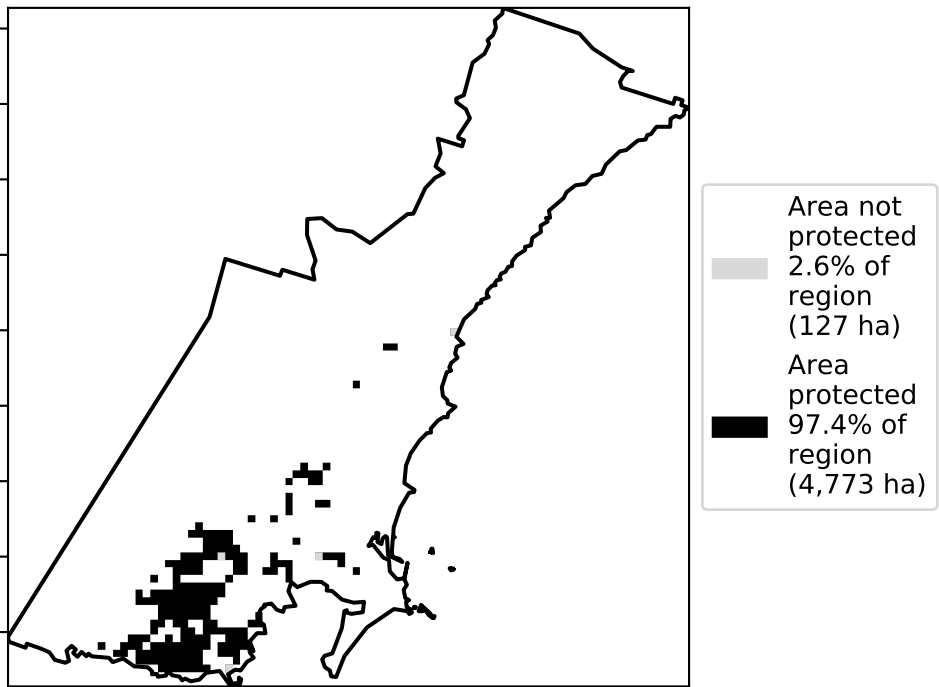 Area not
protected
2.6% of
region
(127 ha)
Area
protected
97.4% of
region
(4,773 ha)